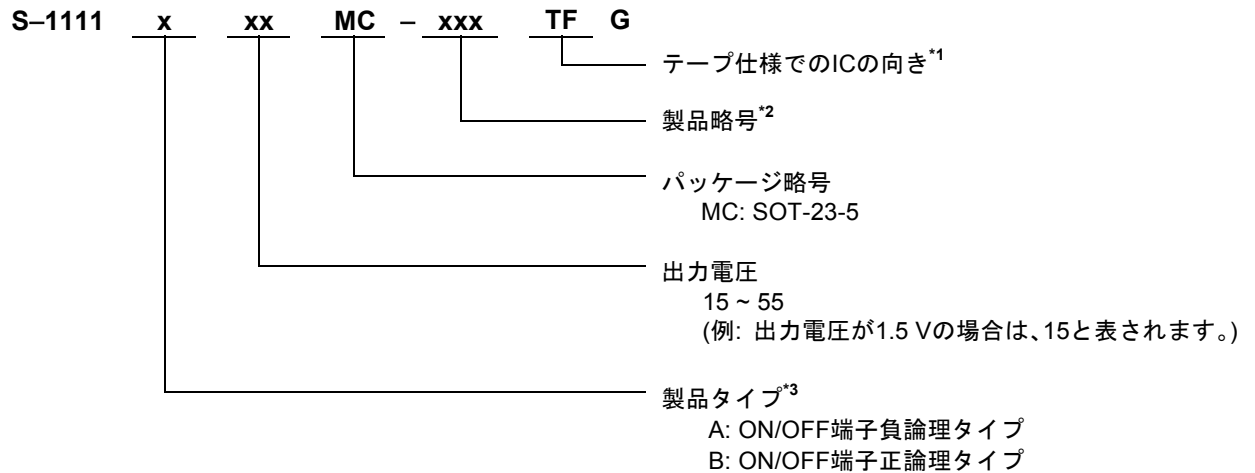 S–1111 x xx MC – xxx TF G
テープ仕様でのICの向き*1
製品略号*2
パッケージ略号
MC: SOT-23-5
出力電圧
15 ~ 55
(例: 出力電圧が1.5 Vの場合は、15と表されます。)
製品タイプ*3
A: ON/OFF端子負論理タイプ
B: ON/OFF端子正論理タイプ